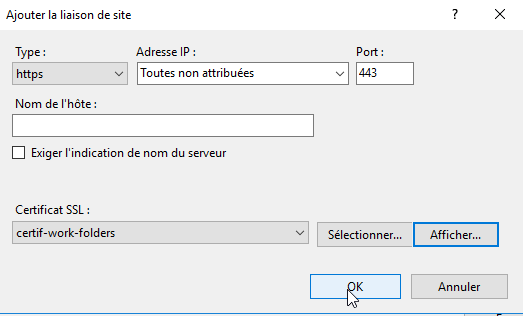 Ajouter la liaison de site
?
Type :
Adresse IP :
Port :
https
Toutes non attribuées
443
Nom de l'hôte :
Exiger l'indication de nom du serveur
Certificat SSL :
certif-work-folders
Sélectionner...
Afficher...
OK
Annuler